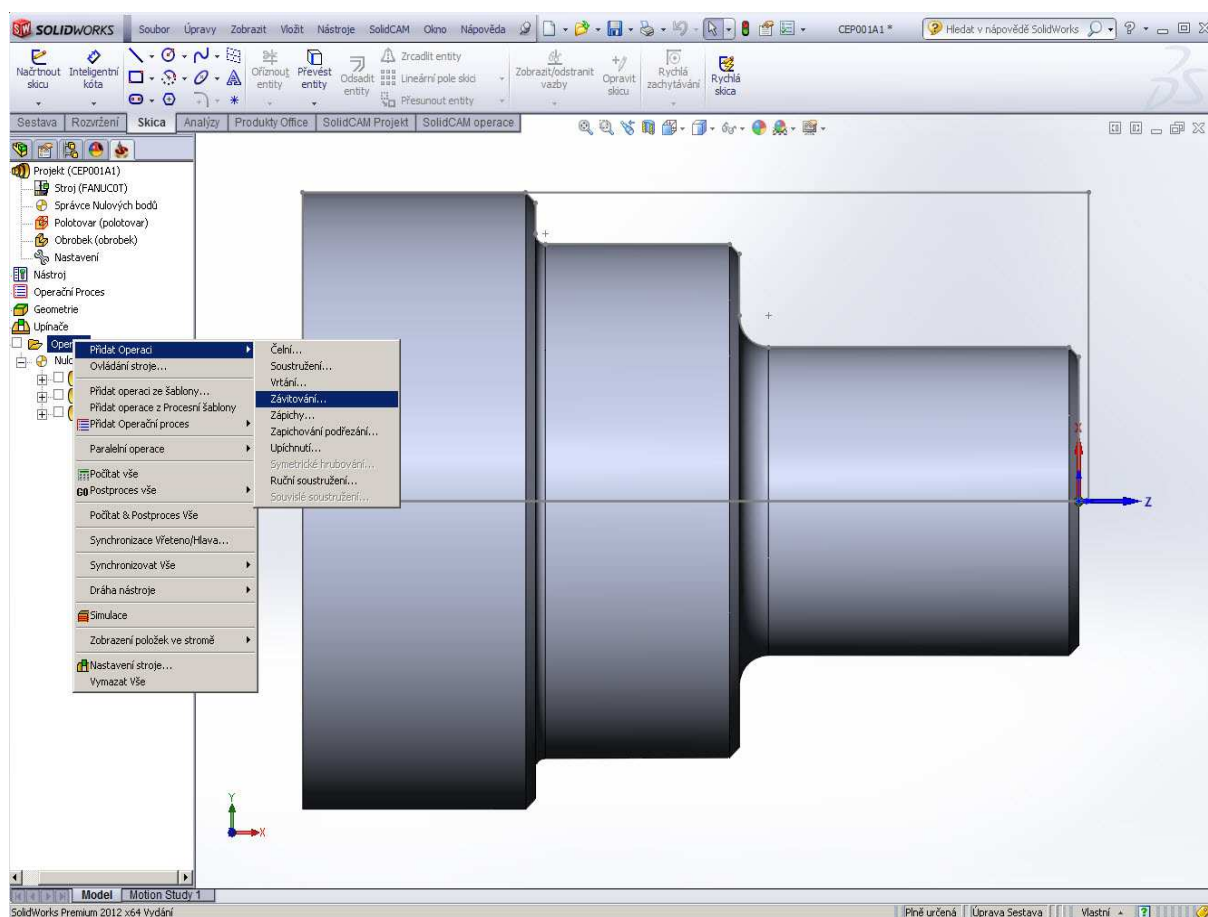 SOLIDWORKS Soubor Úpravy Zobrazit Vložit Nástroje SolidCAM Okno Nápověda CEP001A1 * Hledat v nápovědě SolidWorks
Načrtnout skicu
Inteligentní kóta
Oříznout entity
Převést entity
Odsadit entity
Zrcadlit entity
Lineární pole skici
Přesunout entity
Zobrazit/odstranit vazby
Opravit skicu
Rychlá zachytávání
Rychlá skica
Sestava Rozvržení Skica Analýzy Produkty Office SolidCAM Projekt SolidCAM operace
Projekt (CEP001A1)
Stroj (FANUC0T)
Správce Nulových bodů
Polotovar (polotovar)
Obrobek (obrobek)
Nastavení
Nástroj
Operační Proces
Geometrie
Upínače
Oper
Nulo
Přidat Operaci
Ovládání stroje...
Přidat operaci ze šablony...
Přidat operace z Procesní šablony
Přidat Operační proces
Paralelní operace
Počítat vše
GO Postproces vše
Počítat & Postproces Vše
Synchronizace Vřeteno/Hlava...
Synchronizovat Vše
Dráha nástroje
Simulace
Zobrazení položek ve stromě
Nastavení stroje...
Vymazat Vše
Čelní...
Soustružení...
Vrtání...
Závitování...
Zápichy...
Zapichování podřezání...
Upíchnutí...
Symetrické hrubování...
Ruční soustružení...
Souvislé soustružení...
X
Z
Y
X
Model Motion Study 1
SolidWorks Premium 2012 x64 Vydání Plně určená Úprava Sestava Vlastní